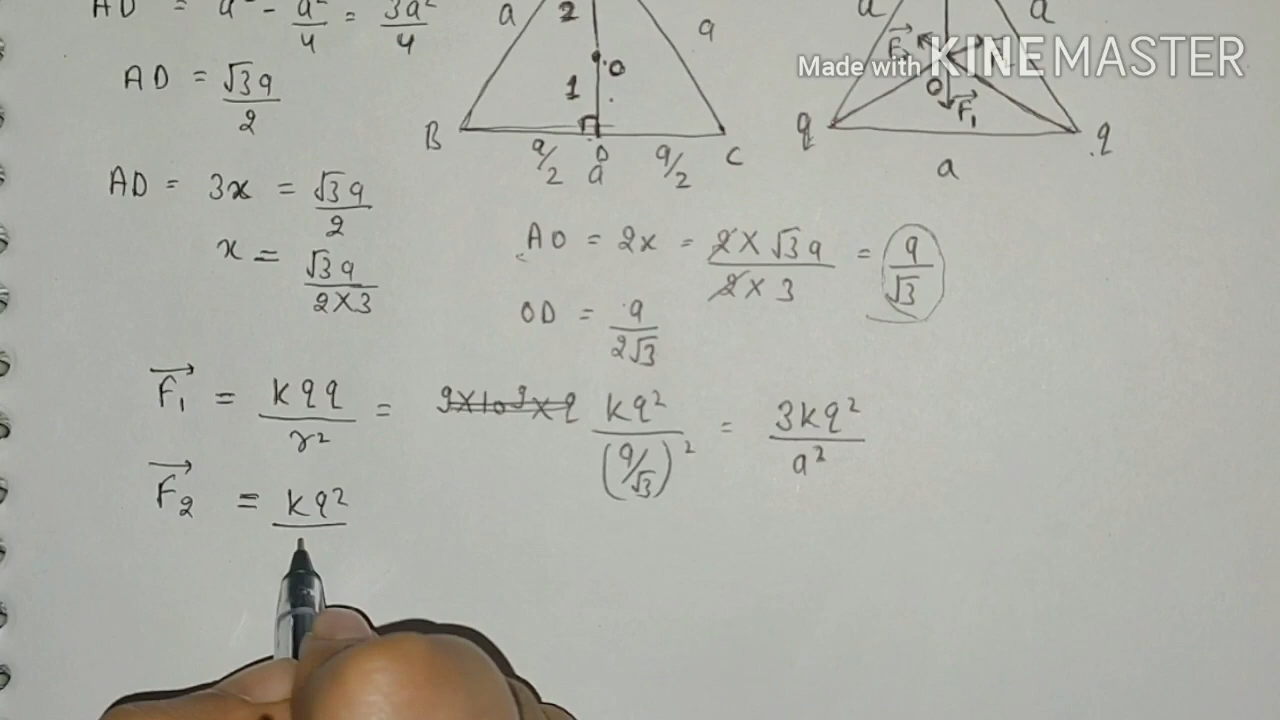 AD = a² - a²/4 = 3a²/4
AD = √3a/2
AD = 3x = √3a/2
x = √3a/2×3
a 2 a
O
1
B a/2 D a/2 C
a
a a
Made with KINEMASTER
O F₁
q q
a
AO = 2x = 2×√3a/2×3 = a/√3
OD = a/2√3
F₁ = kqq/r² = 9×10⁹×q kq²/(a/√3)² = 3kq²/a²
F₂ = kq²